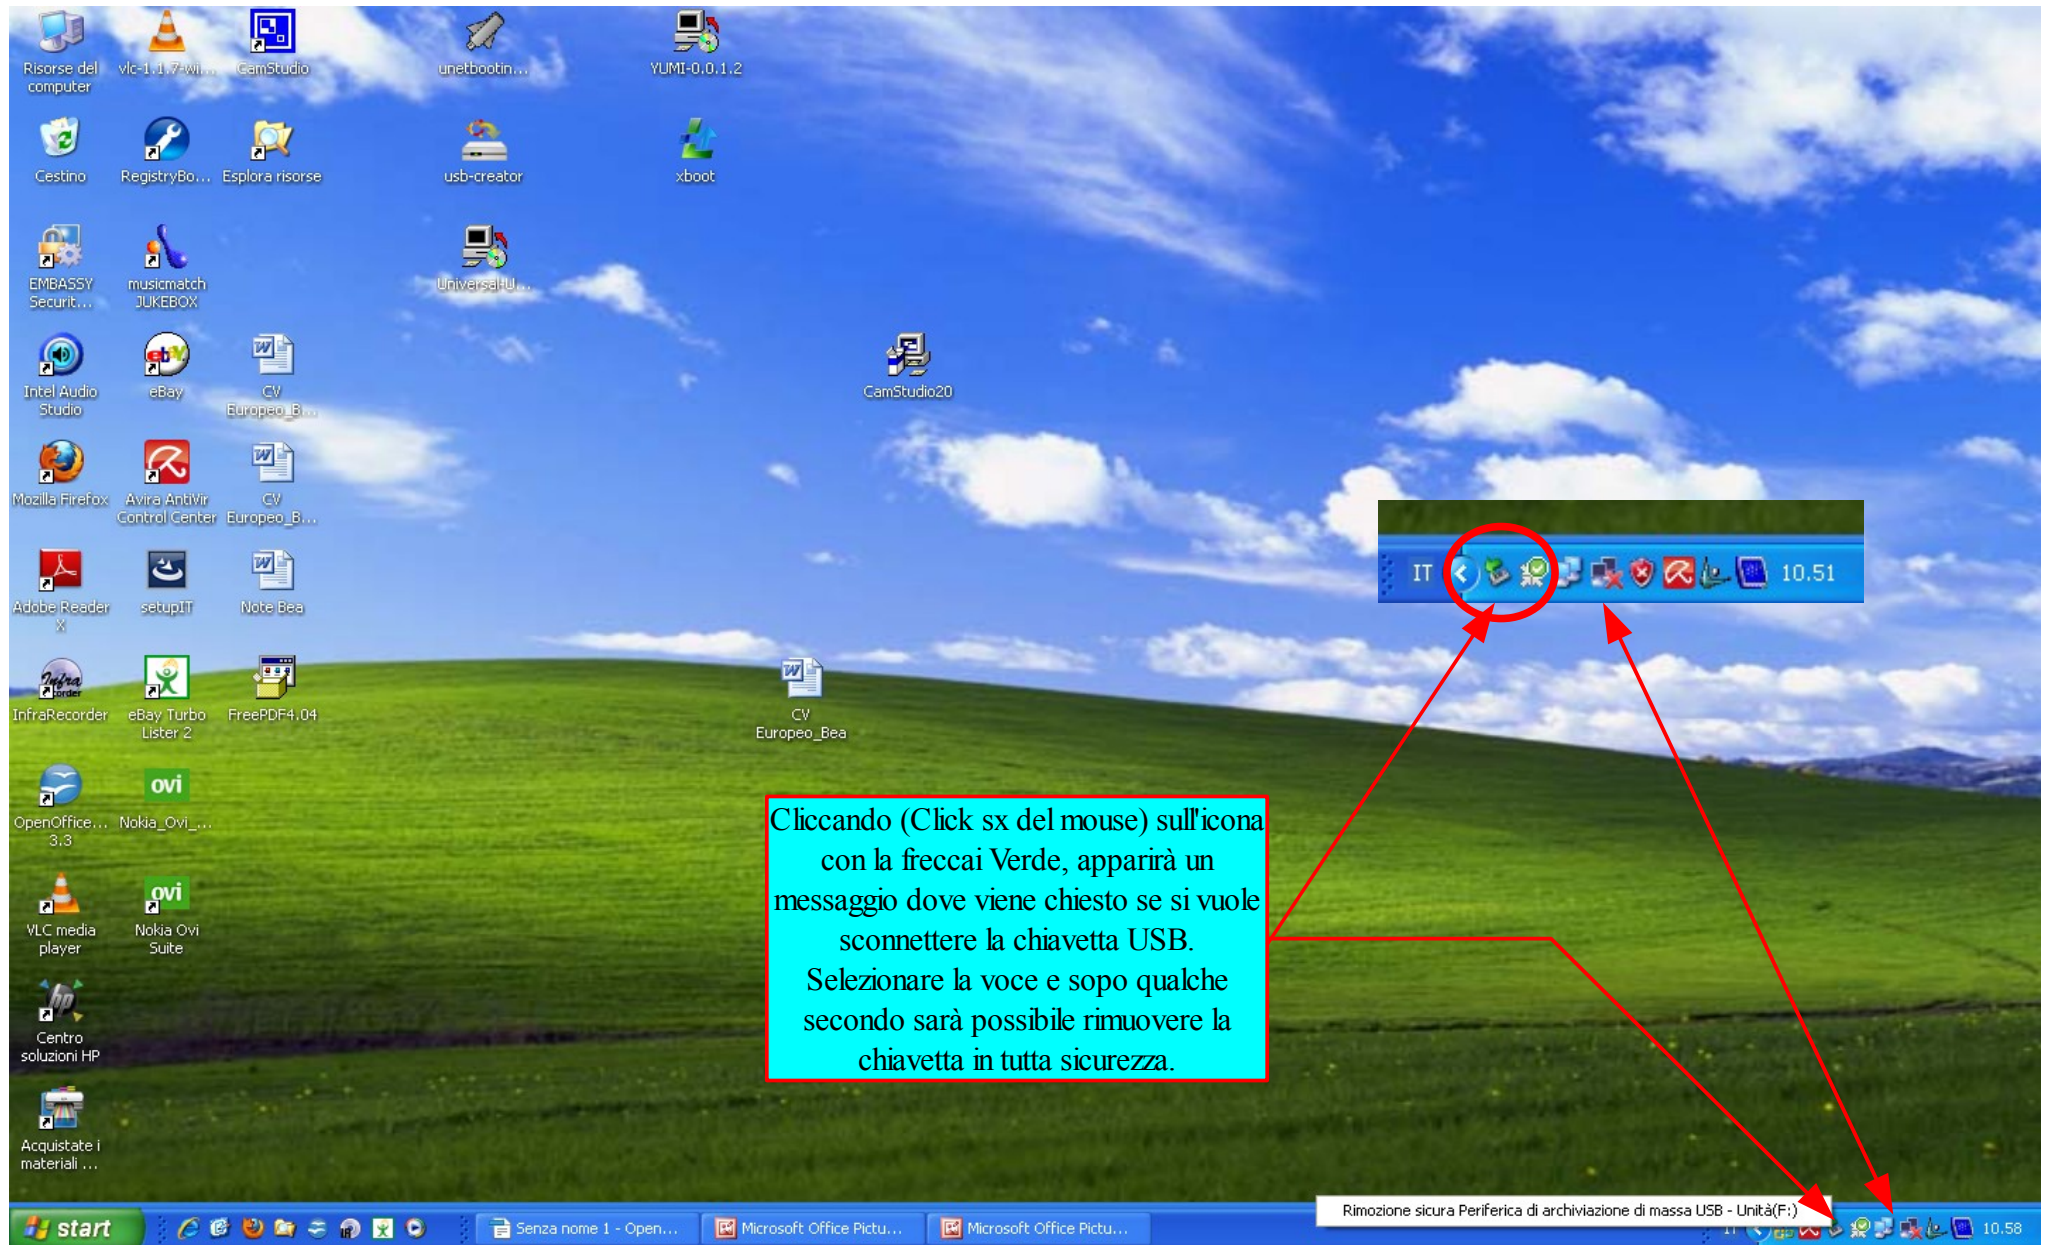 Risorse del
computer
vlc-1.1.7-wi...
CamStudio
unetbootin...
YUMI-0.0.1.2
Cestino
RegistryBo...
Esplora risorse
usb-creator
xboot
EMBASSY
Securit...
musicmatch
JUKEBOX
Universal-U...
Intel Audio
Studio
eBay
CV
Europeo_B...
CamStudio20
Mozilla Firefox
Avira AntiVir
Control Center
CV
Europeo_B...
IT
10.51
Adobe Reader
X
setupIT
Note Bea
InfraRecorder
eBay Turbo
Lister 2
FreePDF4.04
CV
Europeo_Bea
OpenOffice...
3.3
ovi
Nokia_Ovi_...
VLC media
player
ovi
Nokia Ovi
Suite
Cliccando (Click sx del mouse) sull'icona
con la freccai Verde, apparirà un
messaggio dove viene chiesto se si vuole
sconnettere la chiavetta USB.
Selezionare la voce e sopo qualche
secondo sarà possibile rimuovere la
chiavetta in tutta sicurezza.
Centro
soluzioni HP
Acquistate i
materiali ...
Rimozione sicura Periferica di archiviazione di massa USB - Unità(F:)
start
Senza nome 1 - Open...
Microsoft Office Pictu...
Microsoft Office Pictu...
IT
10.58